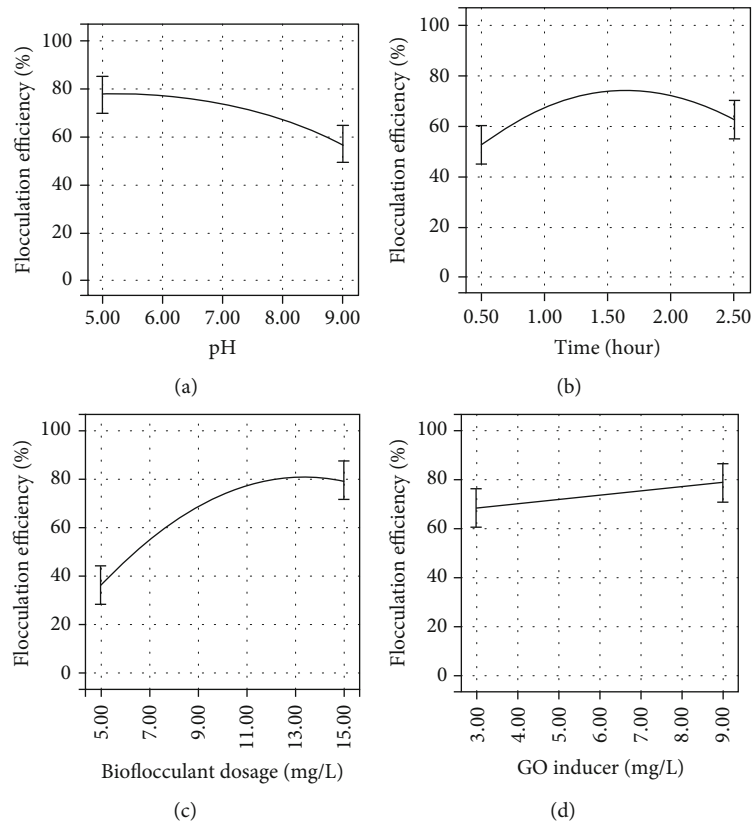 Flocculation efficiency (%)
100
80
60
40
20
0
5.00 6.00 7.00 8.00 9.00
pH
(a)
Flocculation efficiency (%)
100
80
60
40
20
0
0.50 1.00 1.50 2.00 2.50
Time (hour)
(b)
Flocculation efficiency (%)
100
80
60
40
20
0
5.00 7.00 9.00 11.00 13.00 15.00
Bioflocculant dosage (mg/L)
(c)
Flocculation efficiency (%)
100
80
60
40
20
0
3.00 4.00 5.00 6.00 7.00 8.00 9.00
GO inducer (mg/L)
(d)